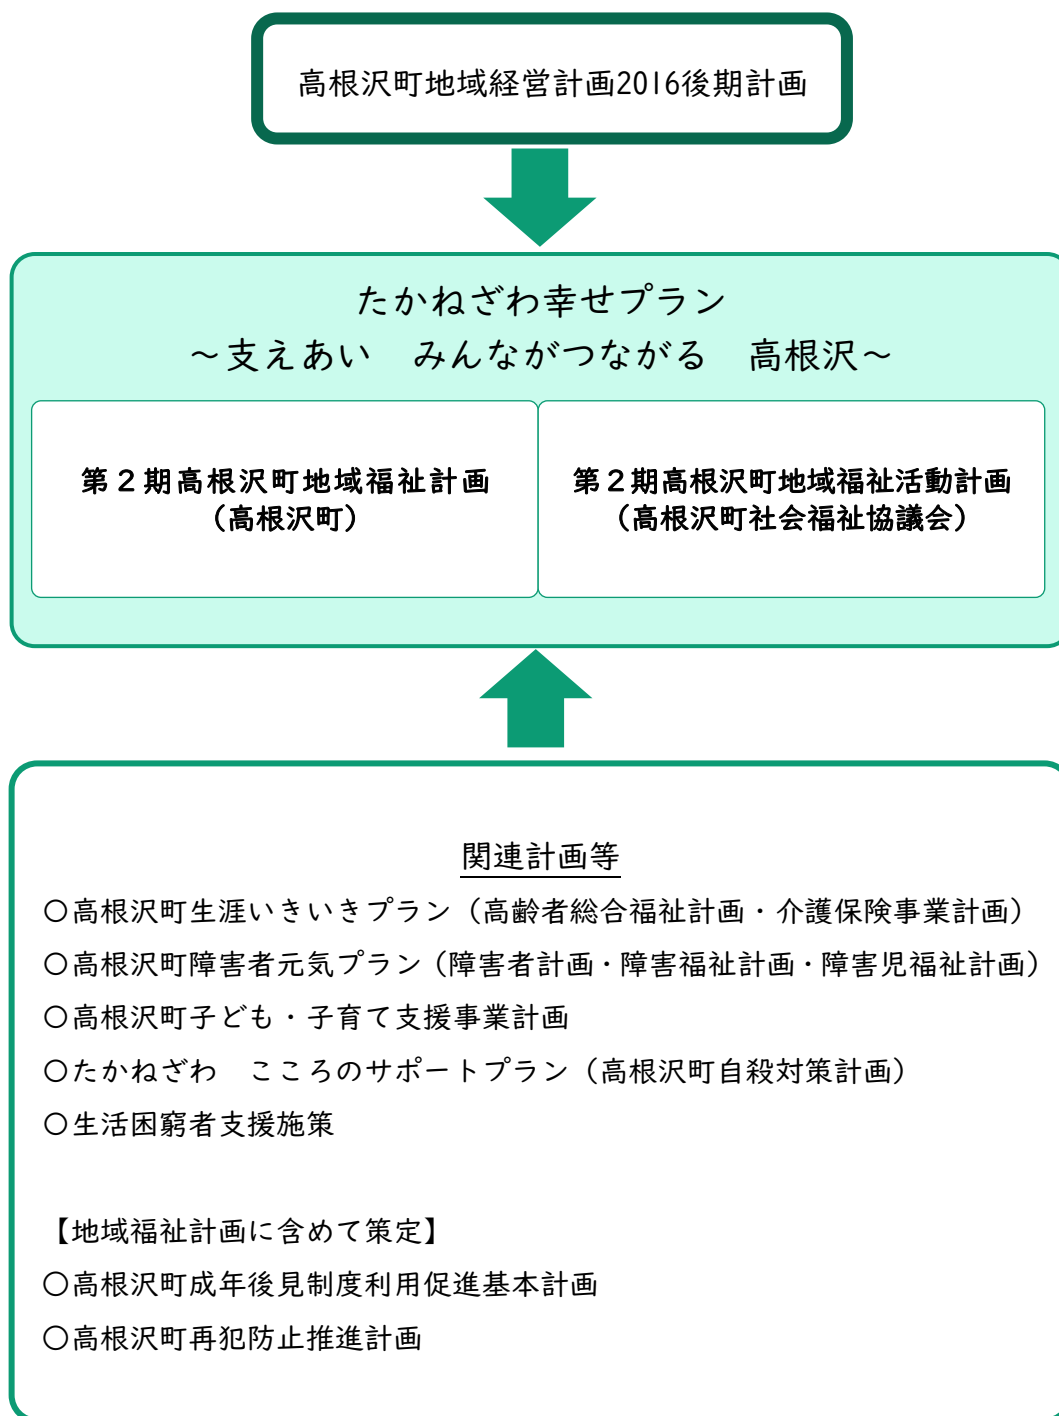 高根沢町地域経営計画2016後期計画
たかねざわ幸せプラン
～支えあい　みんながつながる　高根沢～
第２期高根沢町地域福祉計画
（高根沢町）
第２期高根沢町地域福祉活動計画
（高根沢町社会福祉協議会）
関連計画等
〇高根沢町生涯いきいきプラン（高齢者総合福祉計画・介護保険事業計画）
〇高根沢町障害者元気プラン（障害者計画・障害福祉計画・障害児福祉計画）
〇高根沢町子ども・子育て支援事業計画
〇たかねざわ　こころのサポートプラン（高根沢町自殺対策計画）
〇生活困窮者支援施策
【地域福祉計画に含めて策定】
〇高根沢町成年後見制度利用促進基本計画
〇高根沢町再犯防止推進計画